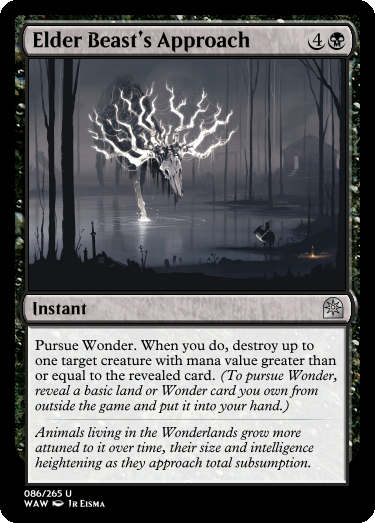 Elder Beast's Approach 4
Instant
Pursue Wonder. When you do, destroy up to
one target creature with mana value greater than
or equal to the revealed card. (To pursue Wonder,
reveal a basic land or Wonder card you own from
outside the game and put it into your hand.)
Animals living in the Wonderlands grow more
attuned to it over time, their size and intelligence
heightening as they approach total subsumption.
086/265 U
WAW JR EISMA